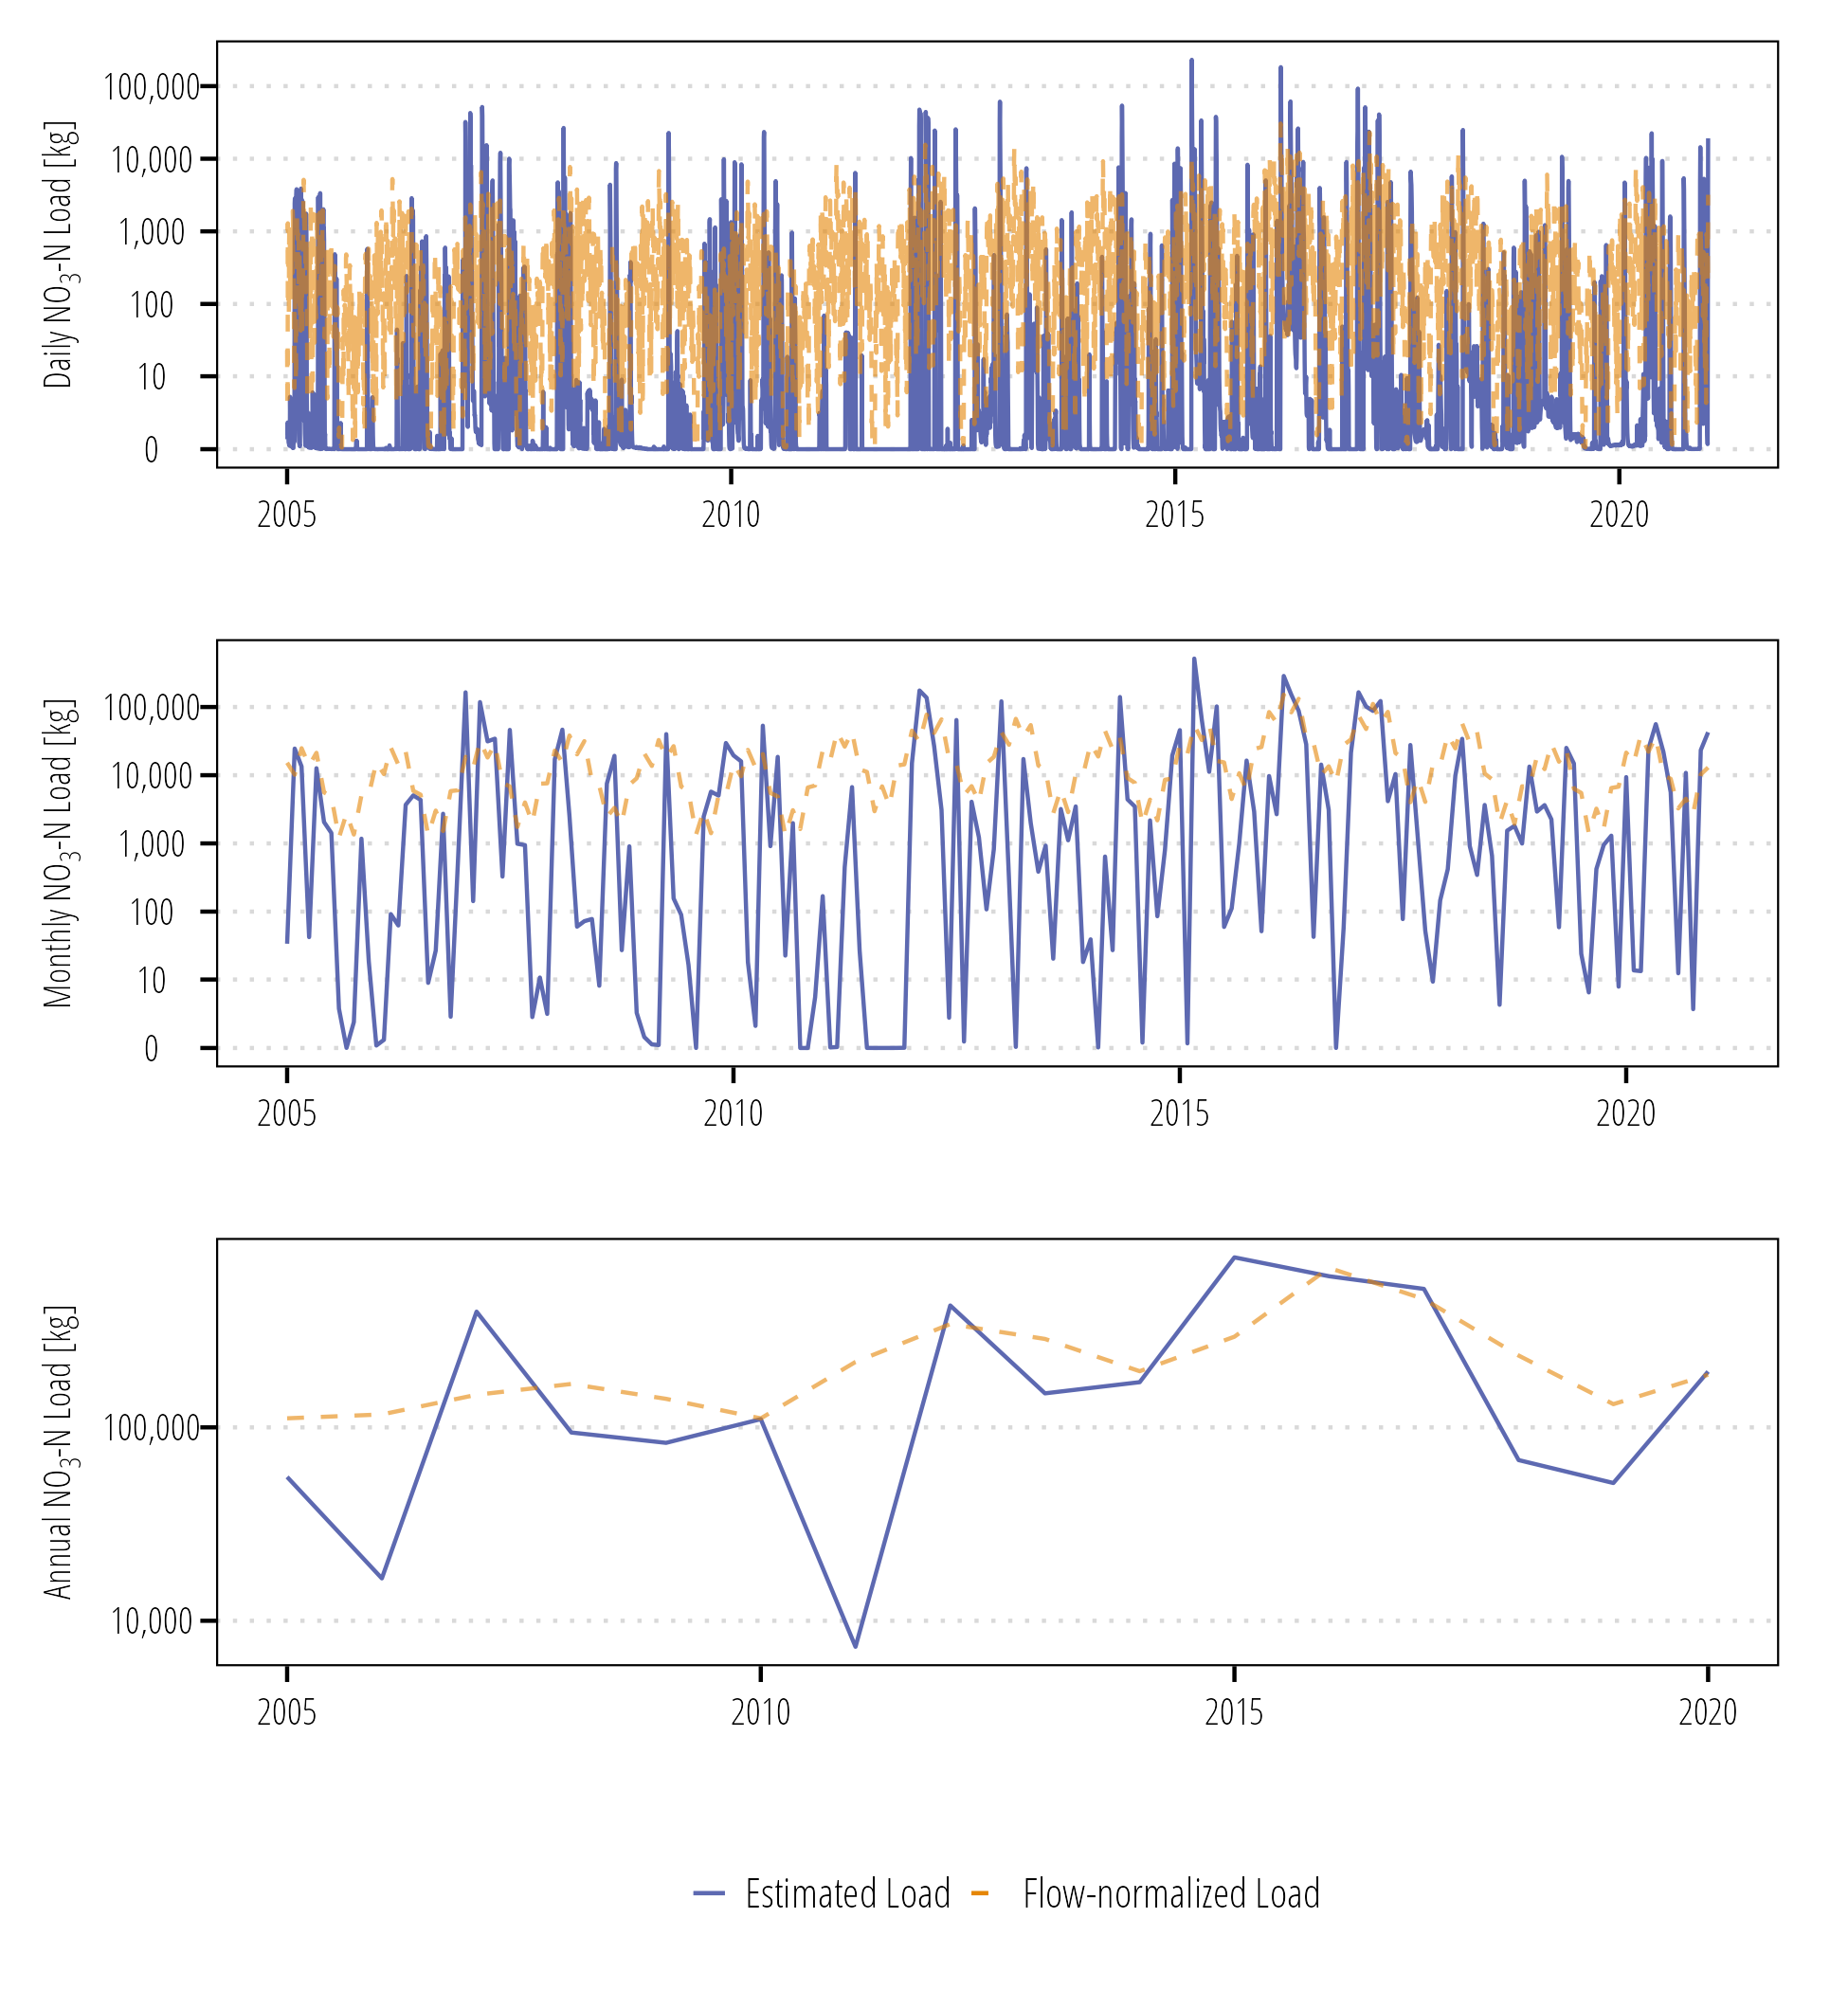 Daily NO3-N Load [kg]
100,000
10,000
1,000
100
10
0
2005 2010 2015 2020
Monthly NO3-N Load [kg]
100,000
10,000
1,000
100
10
0
2005 2010 2015 2020
Annual NO3-N Load [kg]
100,000
10,000
2005 2010 2015 2020
Estimated Load Flow-normalized Load